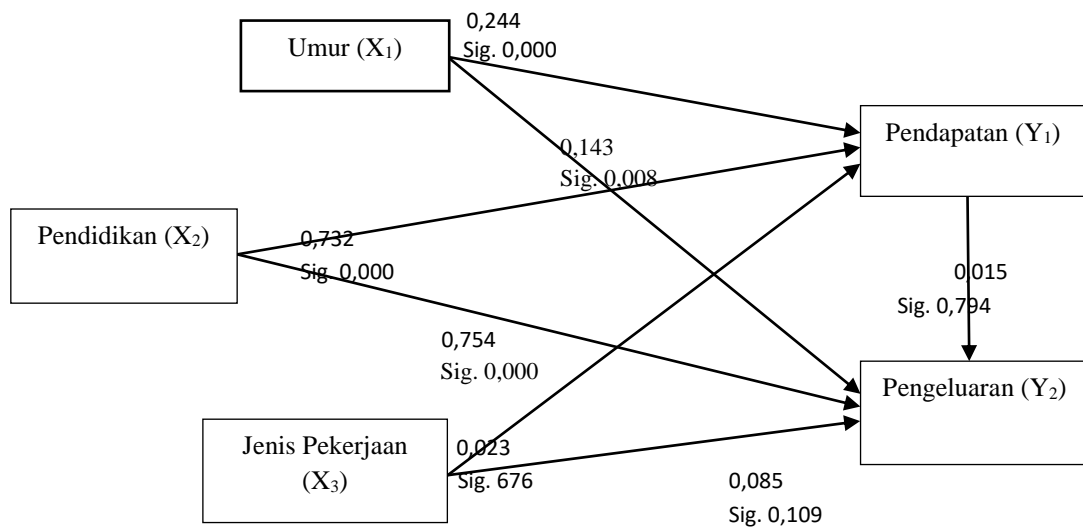 0,244
Sig. 0,000
Umur (X₁)
Pendapatan (Y₁)
0,143
Sig. 0,008
Pendidikan (X₂)
0,732
Sig. 0,000
0,015
Sig. 0,794
0,754
Sig. 0,000
Pengeluaran (Y₂)
Jenis Pekerjaan
(X₃)
0,023
Sig. 676
0,085
Sig. 0,109